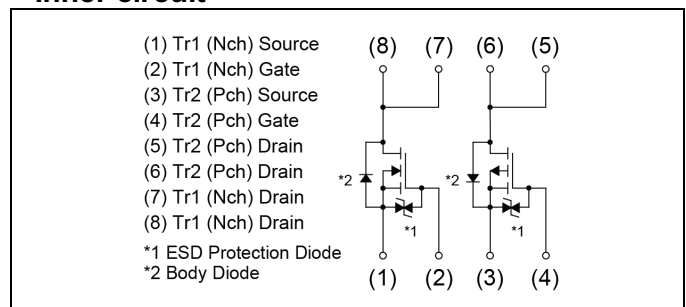 (1) Tr1 (Nch) Source
(2) Tr1 (Nch) Gate
(3) Tr2 (Pch) Source
(4) Tr2 (Pch) Gate
(5) Tr2 (Pch) Drain
(6) Tr2 (Pch) Drain
(7) Tr1 (Nch) Drain
(8) Tr1 (Nch) Drain
*1 ESD Protection Diode
*2 Body Diode
(8) (7) (6) (5)
*2 *2
*1 *1
(1) (2) (3) (4)